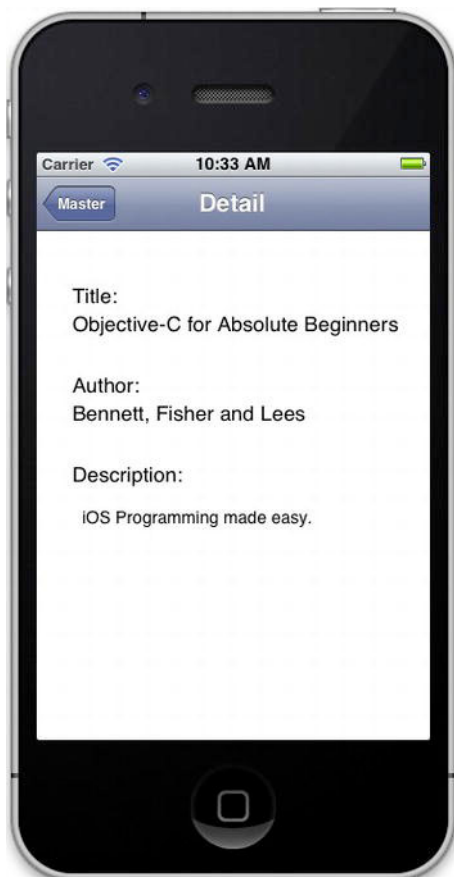 Carrier
10:33 AM
Master
Detail
Title:
Objective-C for Absolute Beginners
Author:
Bennett, Fisher and Lees
Description:
iOS Programming made easy.